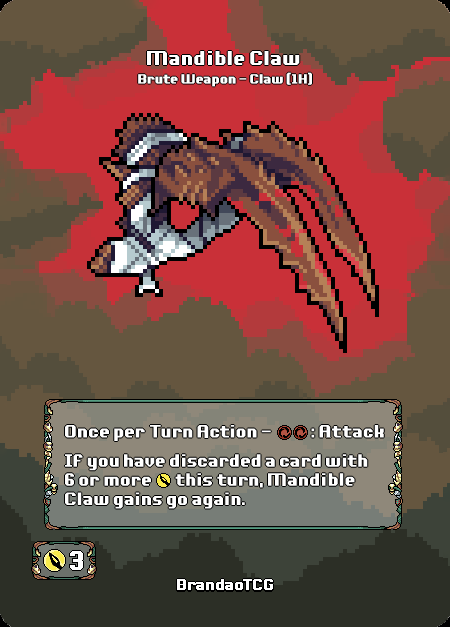 Mandible Claw
Brute Weapon - Claw (1H)
Once per Turn Action - : Attack
If you have discarded a card with
6 or more this turn, Mandible
Claw gains go again.
3
BrandaoTCG